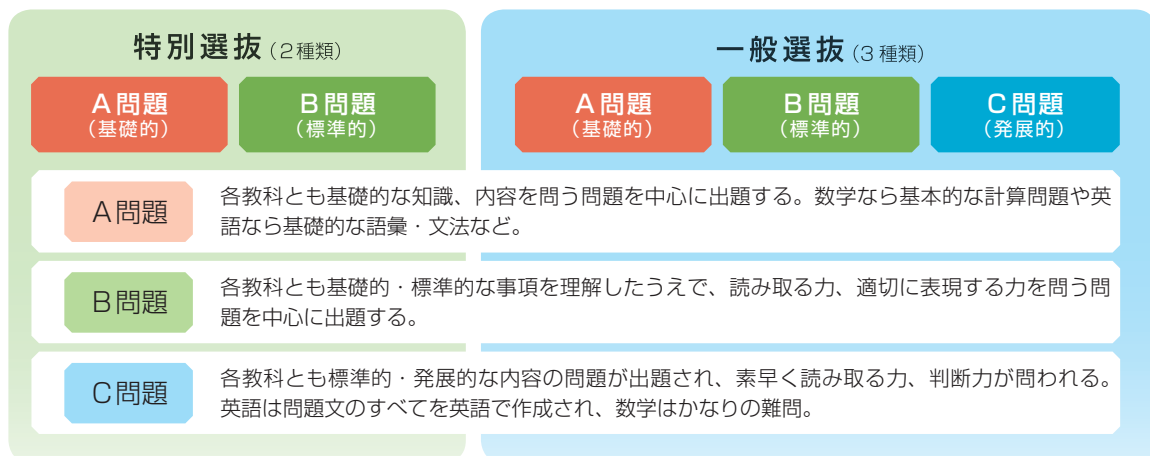 特別選抜(2種類)
一般選抜(3種類)
A問題
(基礎的)
B問題
(標準的)
A問題
(基礎的)
B問題
(標準的)
C問題
(発展的)
A問題
各教科とも基礎的な知識、内容を問う問題を中心に出題する。数学なら基本的な計算問題や英
語なら基礎的な語彙・文法など。
B問題
各教科とも基礎的・標準的な事項を理解したうえで、読み取る力、適切に表現する力を問う問
題を中心に出題する。
C問題
各教科とも標準的・発展的な内容の問題が出題され、素早く読み取る力、判断力が問われる。
英語は問題文のすべてを英語で作成され、数学はかなりの難問。